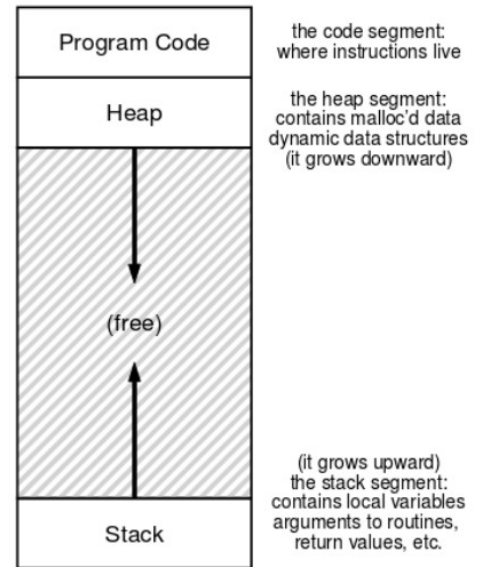 Program Code
the code segment:
where instructions live
Heap
the heap segment:
contains malloc'd data
dynamic data structures
(it grows downward)
(free)
(it grows upward)
the stack segment:
contains local variables
arguments to routines,
return values, etc.
Stack